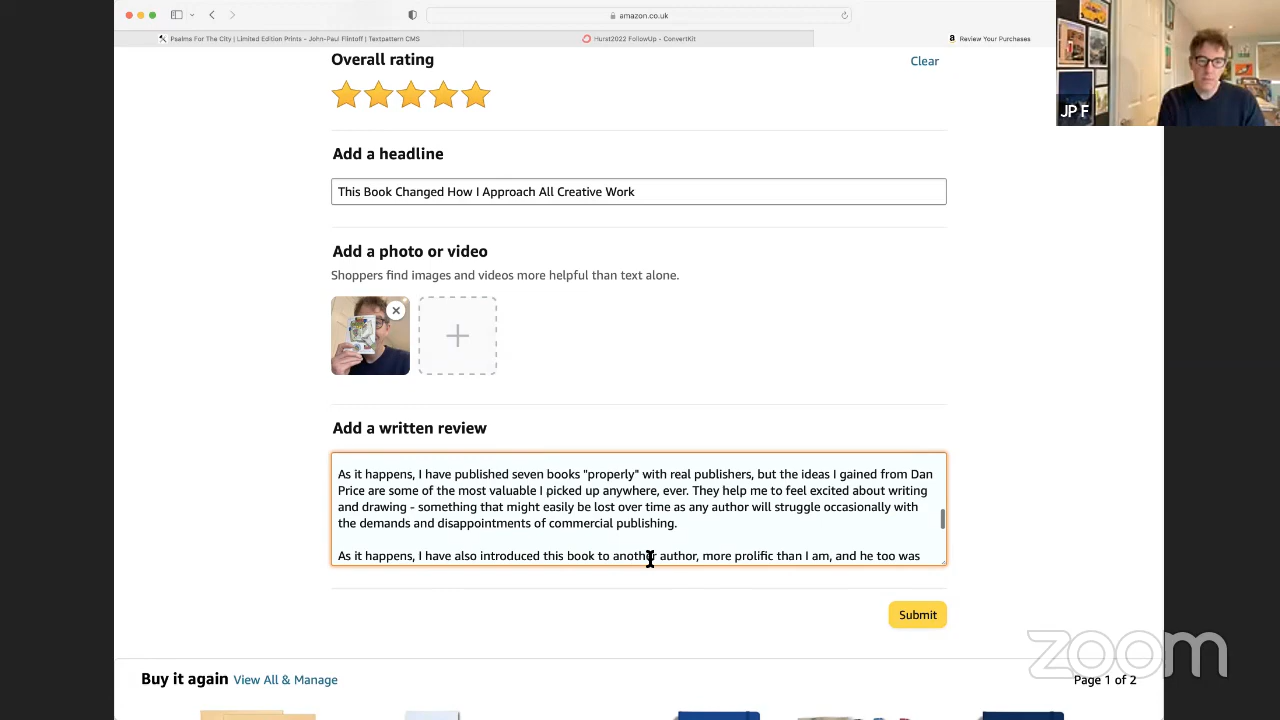 amazon.co.uk
Psalms For The City | Limited Edition Prints - John-Paul Flintoff | Textpattern CMS
Hurst2022 FollowUp - ConvertKit
Review Your Purchases
JP F
Overall rating
Clear
Add a headline
This Book Changed How I Approach All Creative Work
Add a photo or video
Shoppers find images and videos more helpful than text alone.
Add a written review
As it happens, I have published seven books "properly" with real publishers, but the ideas I gained from Dan
Price are some of the most valuable I picked up anywhere, ever. They help me to feel excited about writing
and drawing - something that might easily be lost over time as any author will struggle occasionally with
the demands and disappointments of commercial publishing.
As it happens, I have also introduced this book to another author, more prolific than I am, and he too was
Submit
zoom
Buy it again View All & Manage
Page 1 of 2